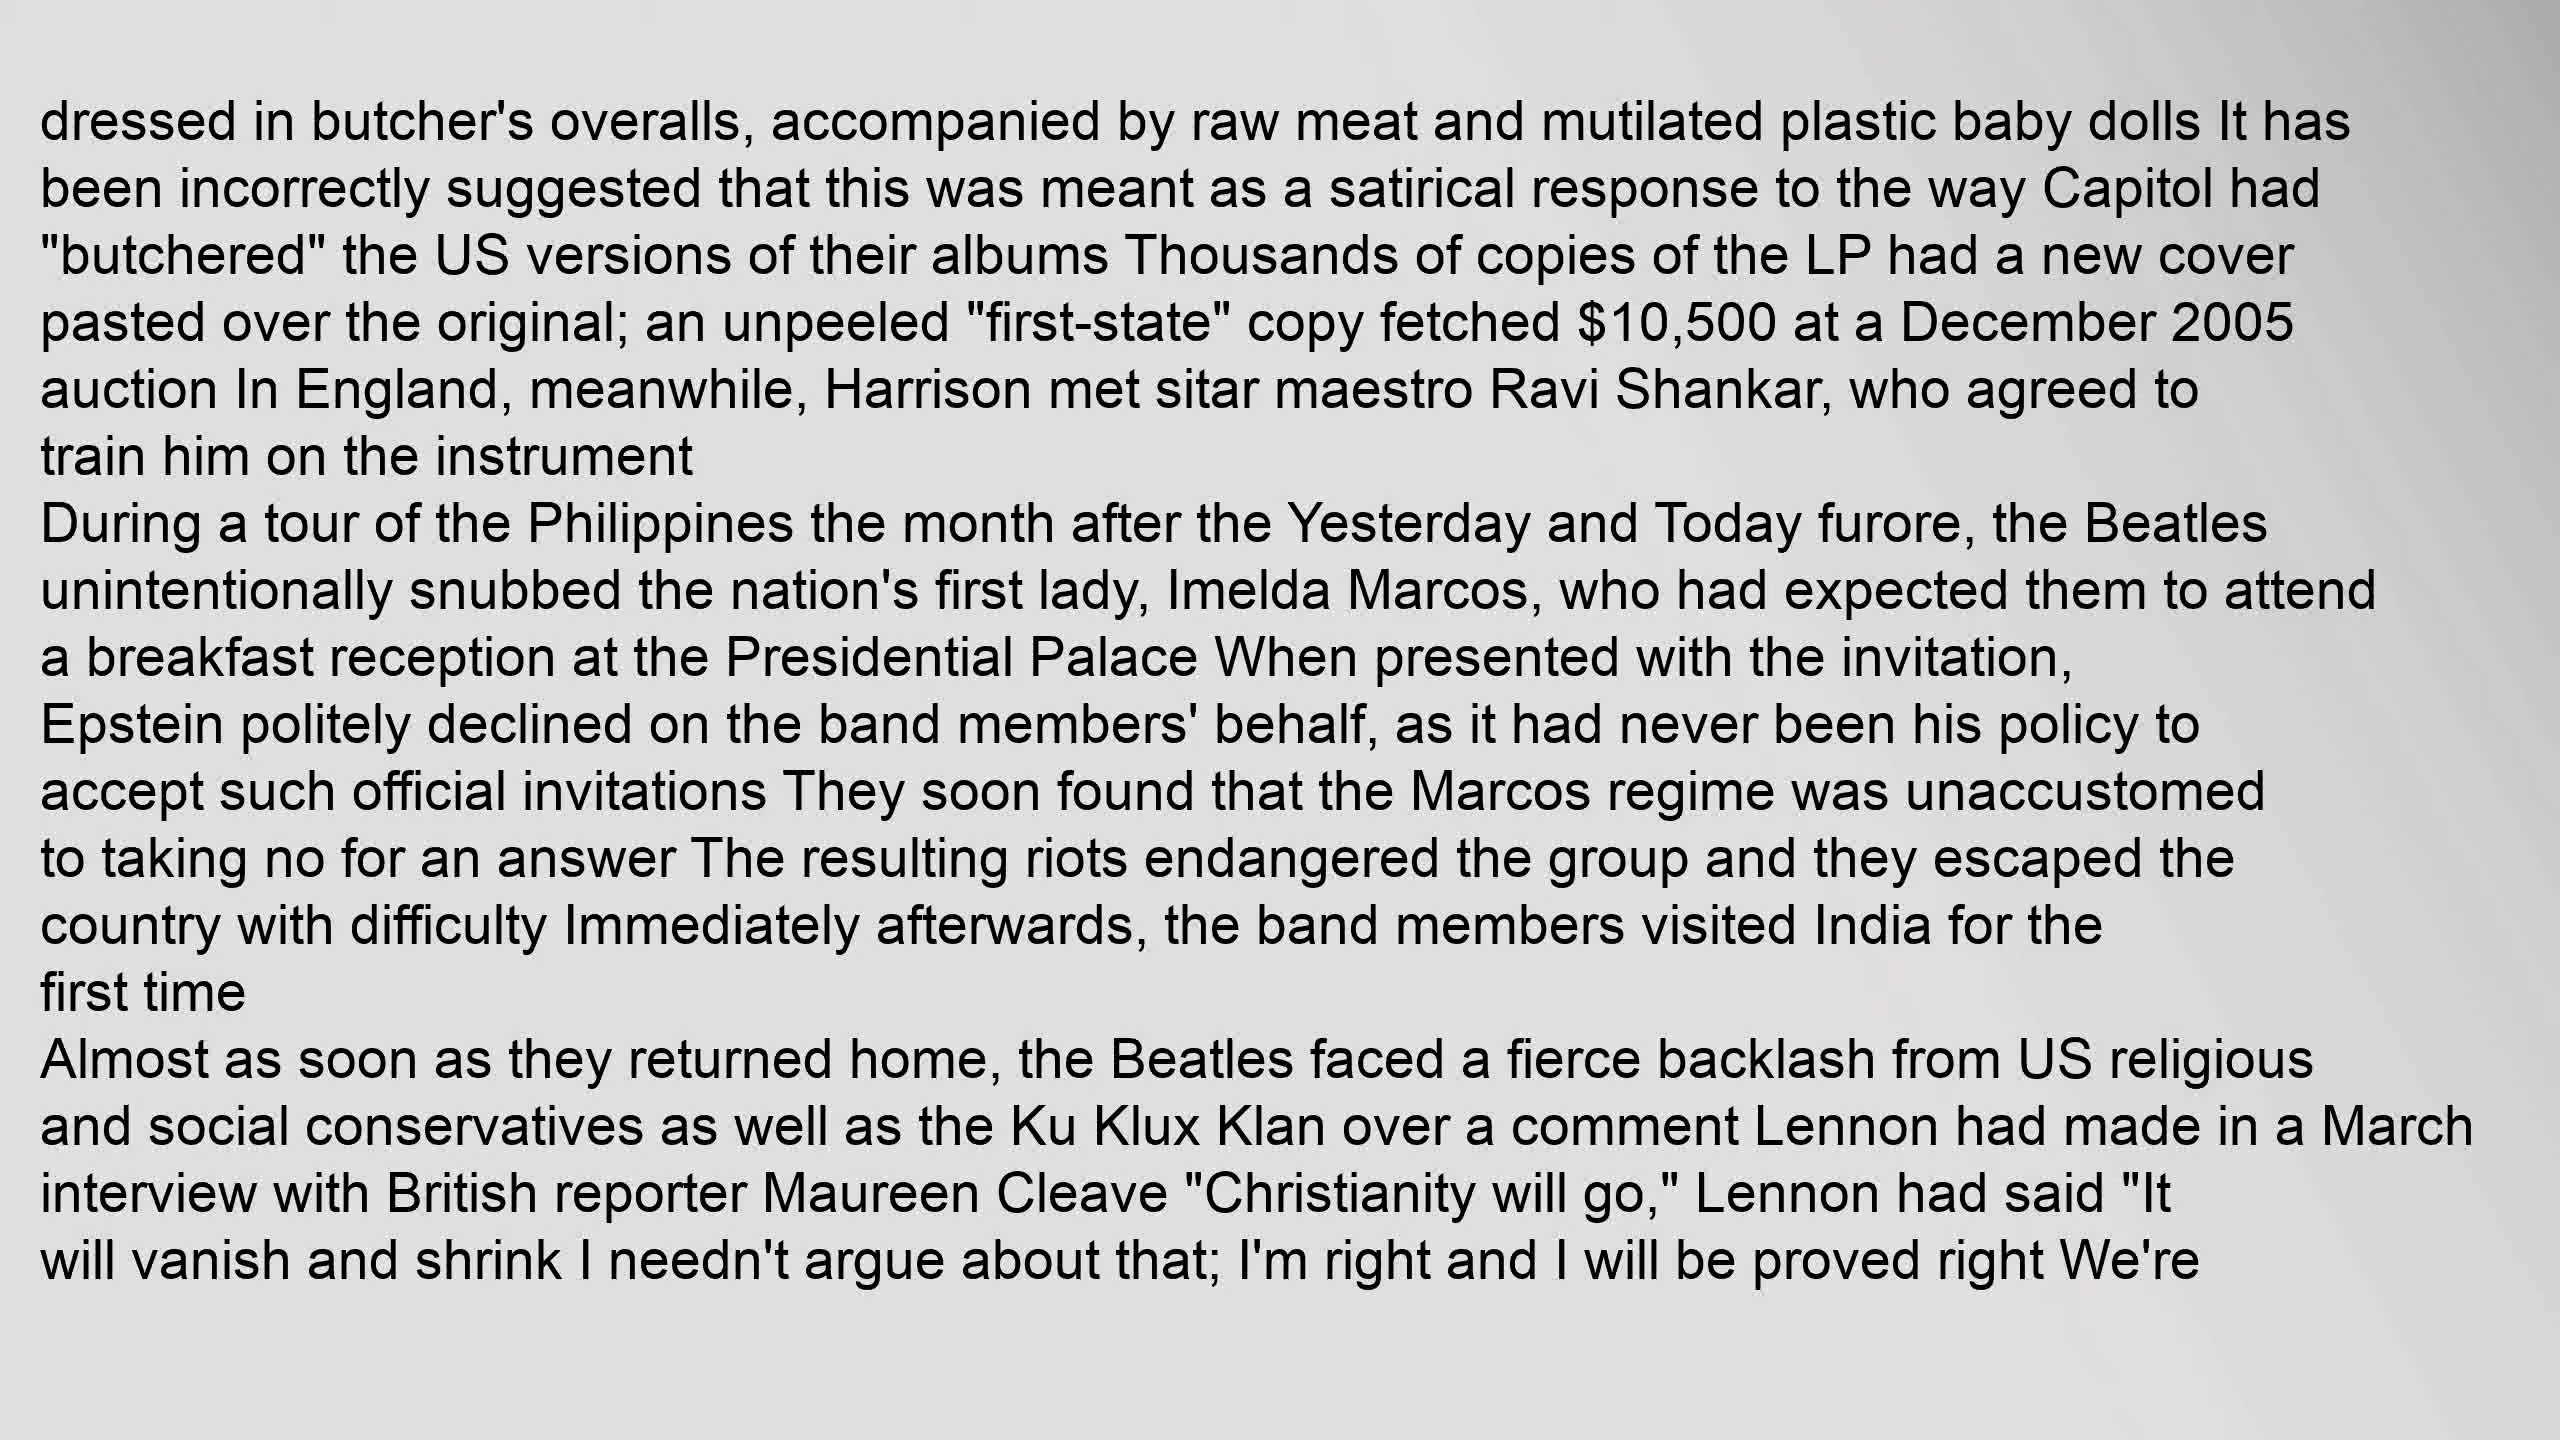 dressed in butcher's overalls, accompanied by raw meat and mutilated plastic baby dolls It has
been incorrectly suggested that this was meant as a satirical response to the way Capitol had
"butchered" the US versions of their albums Thousands of copies of the LP had a new cover
pasted over the original; an unpeeled "first-state" copy fetched $10,500 at a December 2005
auction In England, meanwhile, Harrison met sitar maestro Ravi Shankar, who agreed to
train him on the instrument
During a tour of the Philippines the month after the Yesterday and Today furore, the Beatles
unintentionally snubbed the nation's first lady, Imelda Marcos, who had expected them to attend
a breakfast reception at the Presidential Palace When presented with the invitation,
Epstein politely declined on the band members' behalf, as it had never been his policy to
accept such official invitations They soon found that the Marcos regime was unaccustomed
to taking no for an answer The resulting riots endangered the group and they escaped the
country with difficulty Immediately afterwards, the band members visited India for the
first time
Almost as soon as they returned home, the Beatles faced a fierce backlash from US religious
and social conservatives as well as the Ku Klux Klan over a comment Lennon had made in a March
interview with British reporter Maureen Cleave "Christianity will go," Lennon had said "It
will vanish and shrink I needn't argue about that; I'm right and I will be proved right We're